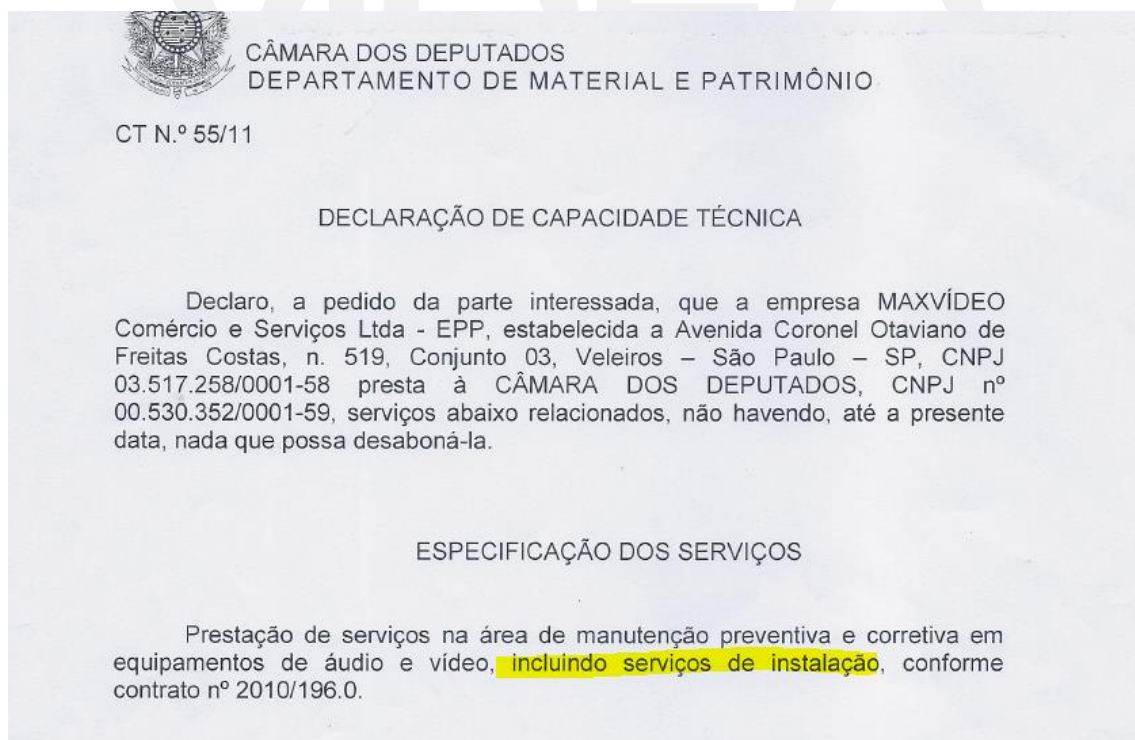 CÂMARA DOS DEPUTADOS
DEPARTAMENTO DE MATERIAL E PATRIMÔNIO
CT N.º 55/11
DECLARAÇÃO DE CAPACIDADE TÉCNICA
Declaro, a pedido da parte interessada, que a empresa MAXVÍDEO
Comércio e Serviços Ltda - EPP, estabelecida a Avenida Coronel Otaviano de
Freitas Costas, n. 519, Conjunto 03, Veleiros – São Paulo – SP, CNPJ
03.517.258/0001-58 presta à CÂMARA DOS DEPUTADOS, CNPJ nº
00.530.352/0001-59, serviços abaixo relacionados, não havendo, até a presente
data, nada que possa desaboná-la.
ESPECIFICAÇÃO DOS SERVIÇOS
Prestação de serviços na área de manutenção preventiva e corretiva em
equipamentos de áudio e vídeo, incluindo serviços de instalação, conforme
contrato nº 2010/196.0.